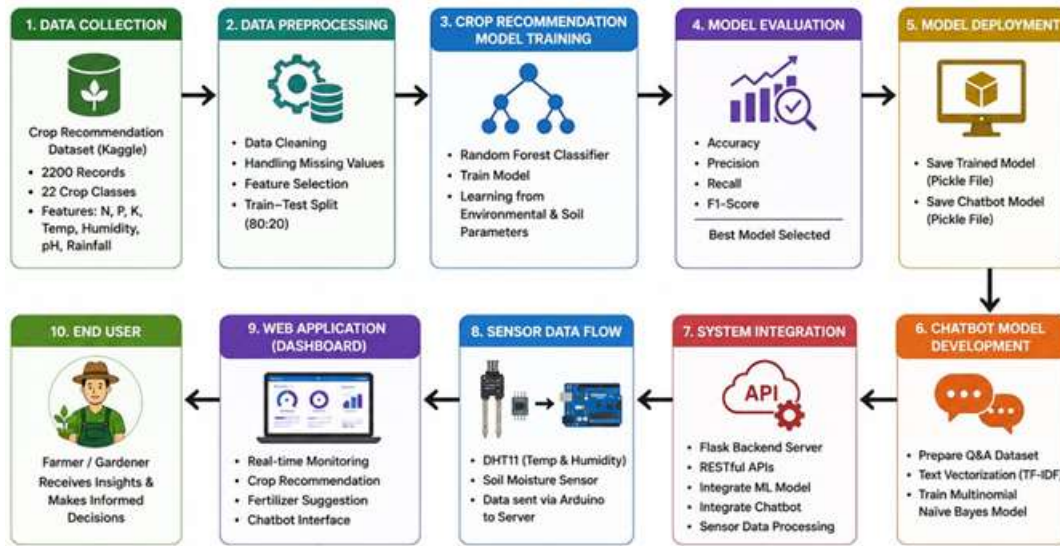 1. DATA COLLECTION
Crop Recommendation
Dataset (Kaggle)
• 2200 Records
• 22 Crop Classes
• Features: N, P, K,
Temp, Humidity,
pH, Rainfall
2. DATA PREPROCESSING
• Data Cleaning
• Handling Missing Values
• Feature Selection
• Train–Test Split
(80:20)
3. CROP RECOMMENDATION
MODEL TRAINING
• Random Forest Classifier
• Train Model
• Learning from
Environmental & Soil
Parameters
4. MODEL EVALUATION
• Accuracy
• Precision
• Recall
• F1-Score
Best Model Selected
5. MODEL DEPLOYMENT
• Save Trained Model
(Pickle File)
• Save Chatbot Model
(Pickle File)
10. END USER
Farmer / Gardener
Receives Insights &
Makes Informed
Decisions
9. WEB APPLICATION
(DASHBOARD)
• Real-time Monitoring
• Crop Recommendation
• Fertilizer Suggestion
• Chatbot Interface
8. SENSOR DATA FLOW
• DHT11 (Temp & Humidity)
• Soil Moisture Sensor
• Data sent via Arduino
to Server
7. SYSTEM INTEGRATION
API
• Flask Backend Server
• RESTful APIs
• Integrate ML Model
• Integrate Chatbot
• Sensor Data Processing
6. CHATBOT MODEL
DEVELOPMENT
• Prepare Q&A Dataset
• Text Vectorization (TF-IDF)
• Train Multinomial
Naïve Bayes Model